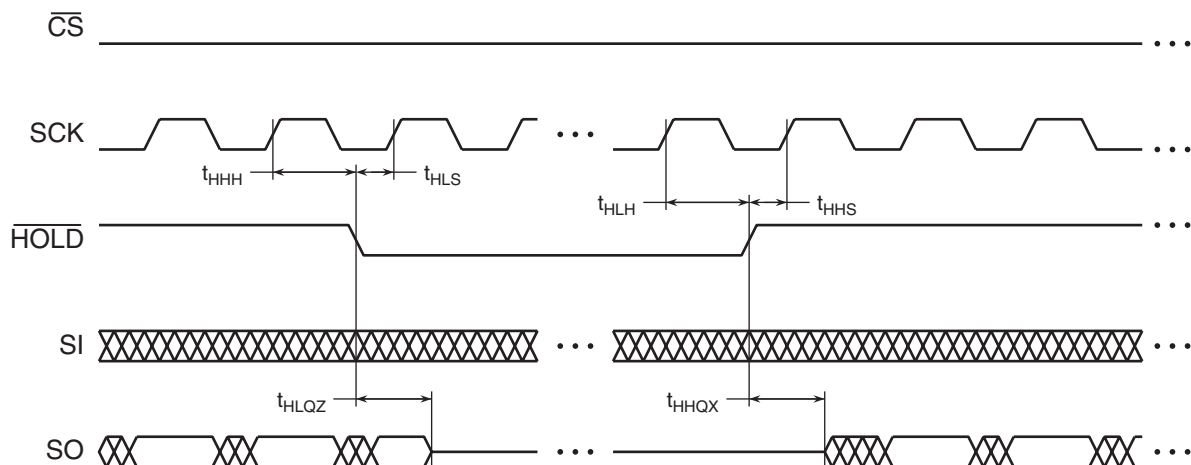 CS
SCK
tHHH
tHLS
tHLH
tHHS
HOLD
SI
tHLQZ
tHHQX
SO